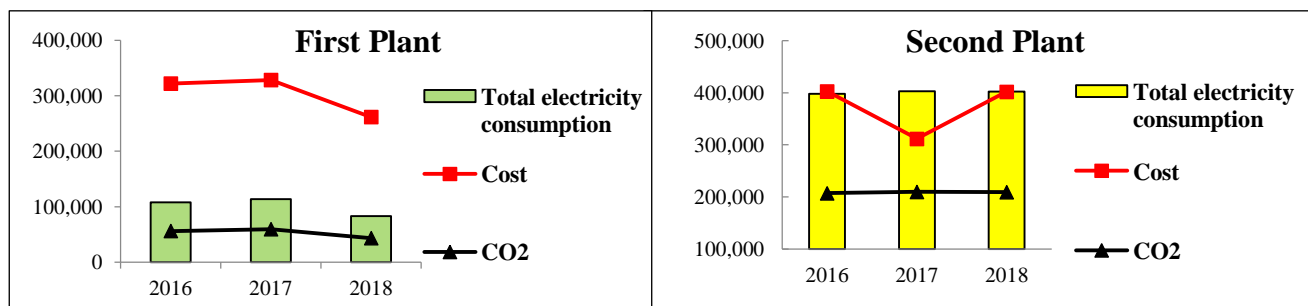 First Plant
400,000
300,000
200,000
100,000
0
2016 2017 2018
Total electricity
consumption
Cost
CO2
Second Plant
500,000
400,000
300,000
200,000
100,000
2016 2017 2018
Total electricity
consumption
Cost
CO2